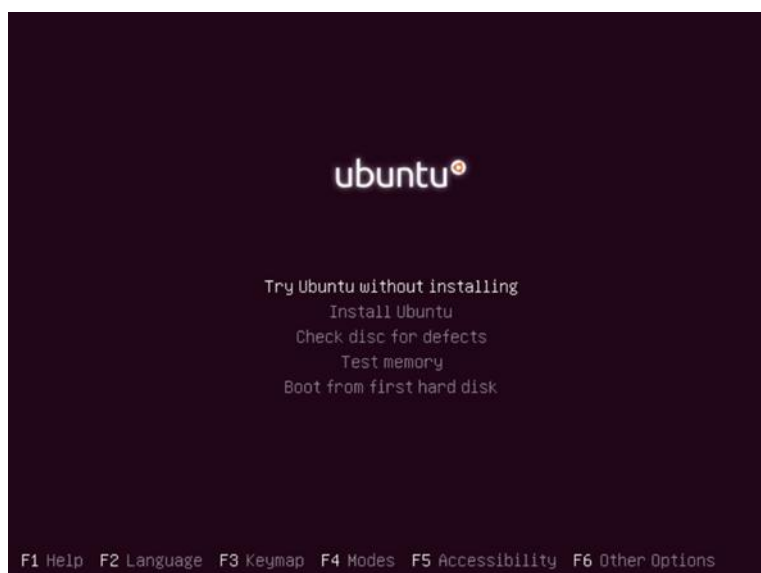 ubuntu
Try Ubuntu without installing
Install Ubuntu
Check disc for defects
Test memory
Boot from first hard disk
F1 Help F2 Language F3 Keymap F4 Modes F5 Accessibility F6 Other Options